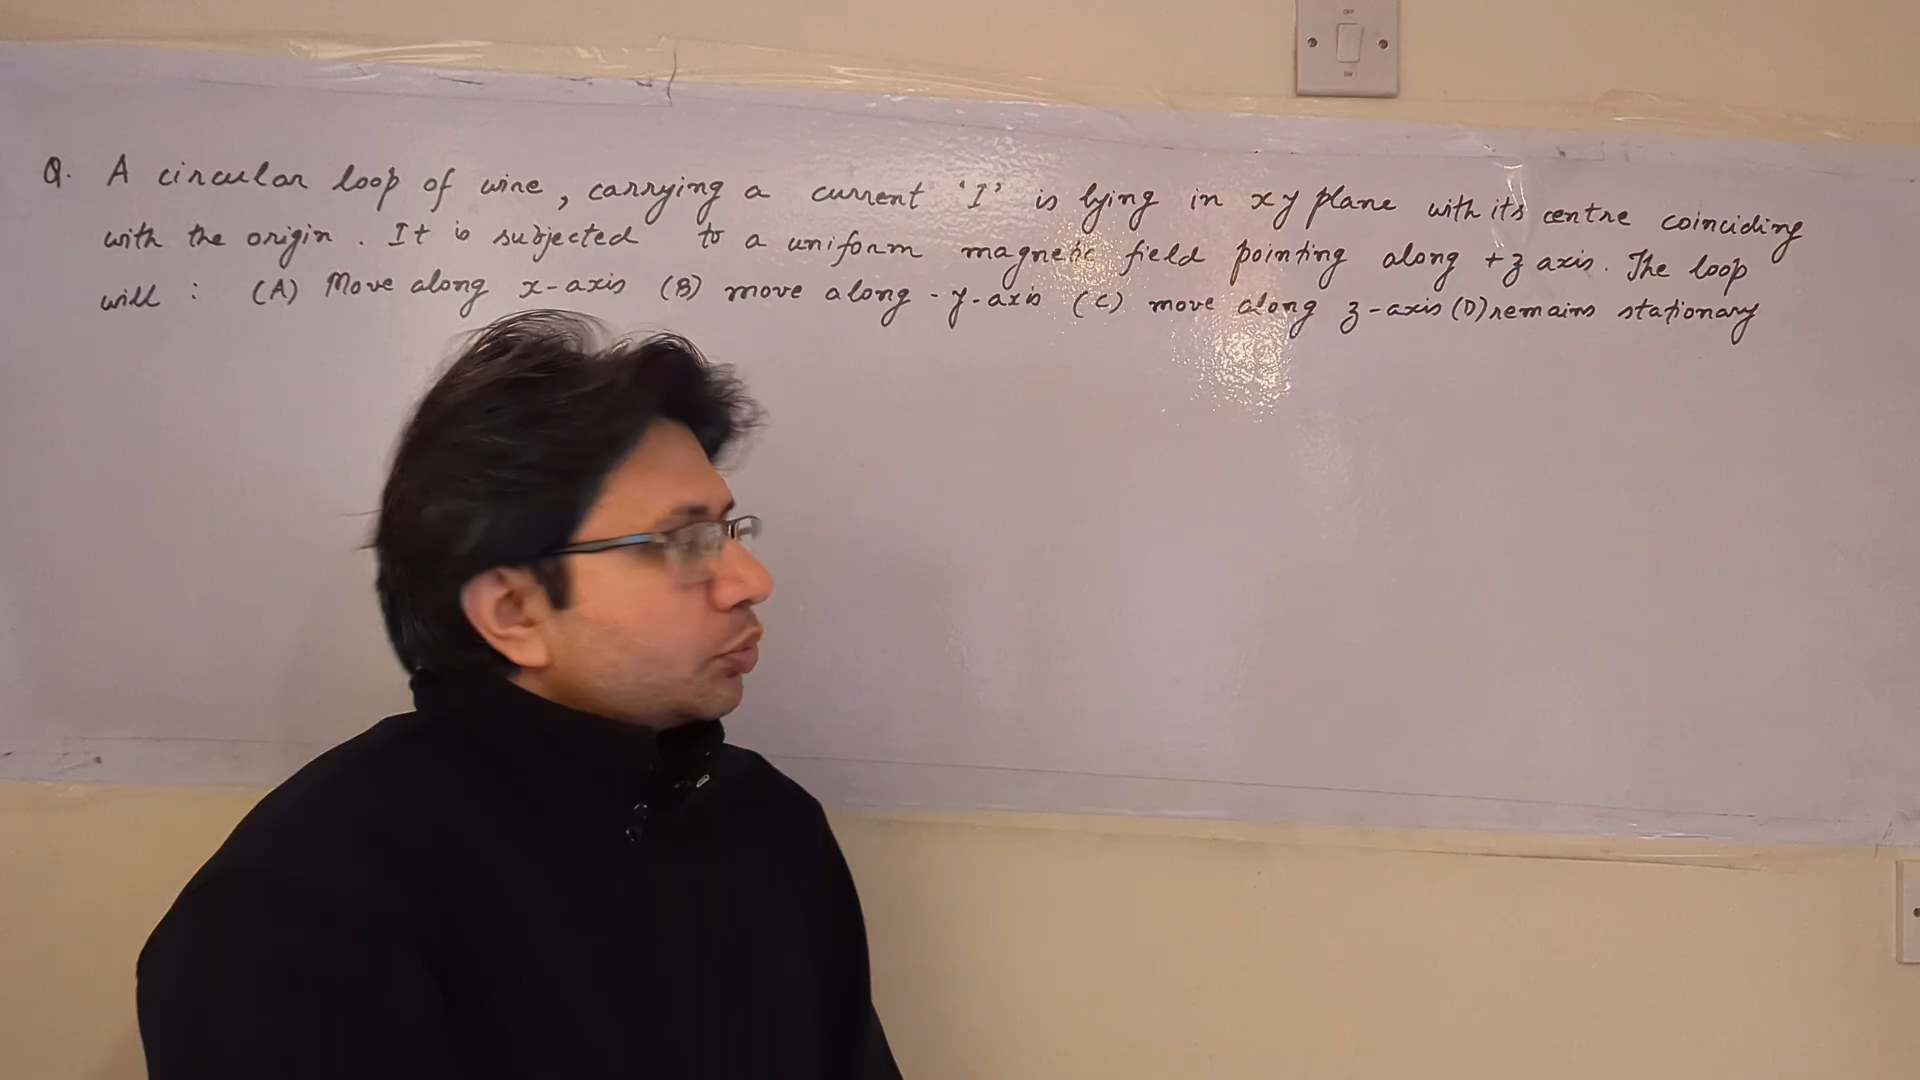 OFF
Q. A circular loop of wire, carrying a current 'I' is lying in xy plane with its centre coinciding
with the origin. It is subjected to a uniform magnetic field pointing along +z axis. The loop
will : (A) Move along x-axis (B) move along -y-axis (C) move along z-axis (D) remains stationary